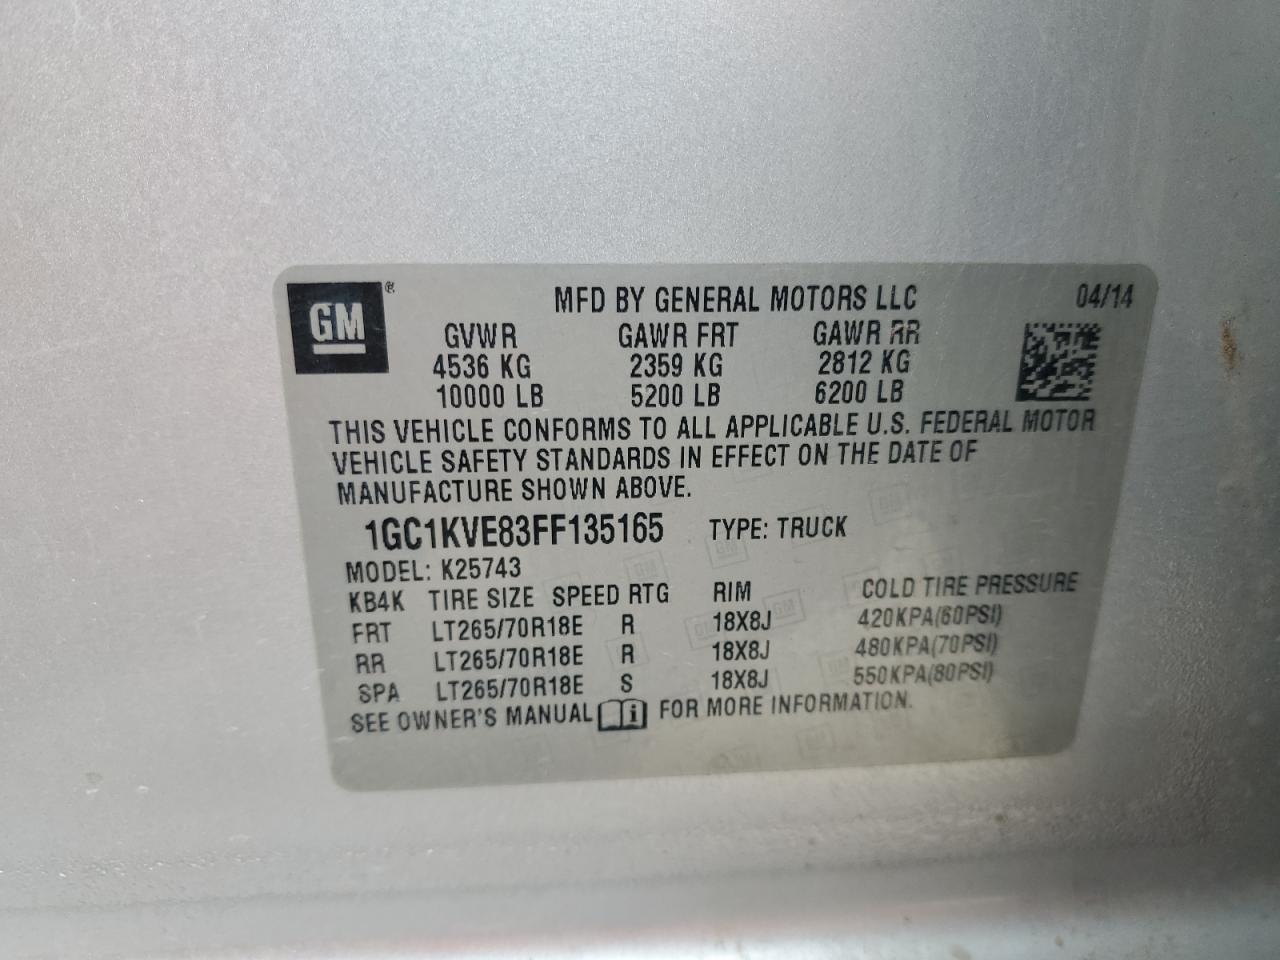 GM ®
MFD BY GENERAL MOTORS LLC 04/14
GVWR GAWR FRT GAWR RR
4536 KG 2359 KG 2812 KG
10000 LB 5200 LB 6200 LB
THIS VEHICLE CONFORMS TO ALL APPLICABLE U.S. FEDERAL MOTOR
VEHICLE SAFETY STANDARDS IN EFFECT ON THE DATE OF
MANUFACTURE SHOWN ABOVE.
1GC1KVE83FF135165 TYPE: TRUCK
MODEL: K25743
KB4K TIRE SIZE SPEED RTG RIM COLD TIRE PRESSURE
FRT LT265/70R18E R 18X8J 420KPA(60PSI)
RR LT265/70R18E R 18X8J 480KPA(70PSI)
SPA LT265/70R18E S 18X8J 550KPA(80PSI)
SEE OWNER'S MANUAL i FOR MORE INFORMATION.